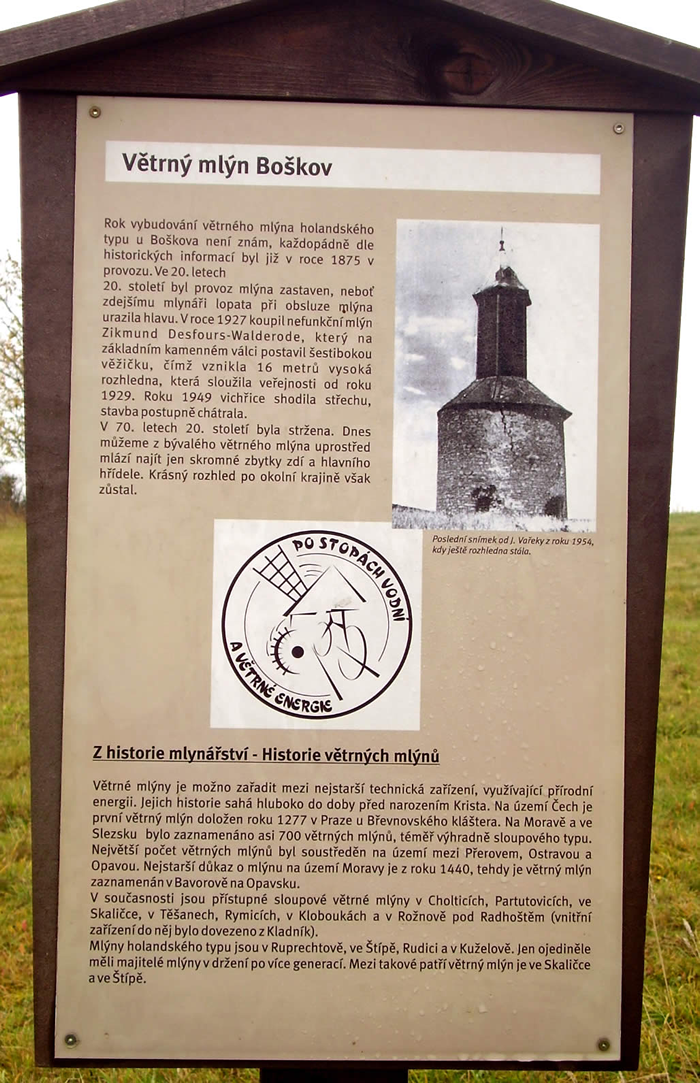 Větrný mlýn Boškov
Rok vybudování větrného mlýna holandského
typu u Boškova není znám, každopádně dle
historických informací byl již v roce 1875 v
provozu. Ve 20. letech
20. století byl provoz mlýna zastaven, neboť
zdejšímu mlynáři lopata při obsluze mlýna
urazila hlavu. V roce 1927 koupil nefunkční mlýn
Zikmund Desfours-Walderode, který na
základním kamenném válci postavil šestibokou
věžičku, čímž vznikla 16 metrů vysoká
rozhledna, která sloužila veřejnosti od roku
1929. Roku 1949 vichřice shodila střechu,
stavba postupně chátrala.
V 70. letech 20. století byla stržena. Dnes
můžeme z bývalého větrného mlýna uprostřed
mlází najít jen skromné zbytky zdí a hlavního
hřídele. Krásný rozhled po okolní krajině však
zůstal.
Poslední snímek od J. Vařeky z roku 1954,
kdy ještě rozhledna stála.
PO STOPÁCH VODNÍ
A VĚTRNÉ ENERGIE
Z historie mlynářství - Historie větrných mlýnů
Větrné mlýny je možno zařadit mezi nejstarší technická zařízení, využívající přírodní
energii. Jejich historie sahá hluboko do doby před narozením Krista. Na území Čech je
první větrný mlýn doložen roku 1277 v Praze u Břevnovského kláštera. Na Moravě a ve
Slezsku bylo zaznamenáno asi 700 větrných mlýnů, téměř výhradně sloupového typu.
Největší počet větrných mlýnů byl soustředěn na území mezi Přerovem, Ostravou a
Opavou. Nejstarší důkaz o mlýnu na území Moravy je z roku 1440, tehdy je větrný mlýn
zaznamenán v Bavorově na Opavsku.
V současnosti jsou přístupné sloupové větrné mlýny v Cholticích, Partutovicích, ve
Skaličce, v Těšanech, Rymicích, v Kloboukách a v Rožnově pod Radhoštěm (vnitřní
zařízení do něj bylo dovezeno z Kladník).
Mlýny holandského typu jsou v Ruprechtově, ve Štípě, Rudici a v Kuželově. Jen ojediněle
měli majitelé mlýny v držení po více generací. Mezi takové patří větrný mlýn je ve Skaličce
a ve Štípě.